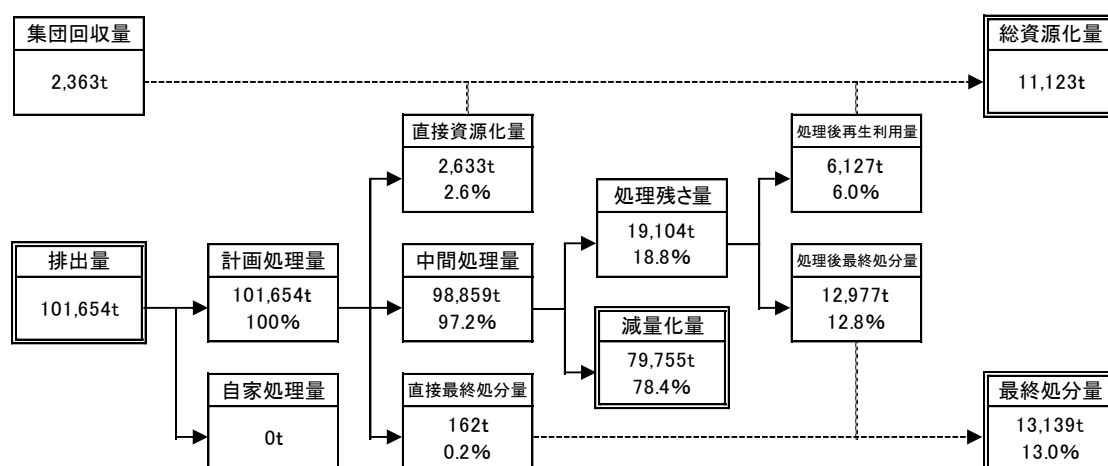 集団回収量
2,363t
総資源化量
11,123t
直接資源化量
2,633t
2.6%
処理後再生利用量
6,127t
6.0%
処理残さ量
19,104t
18.8%
排出量
101,654t
計画処理量
101,654t
100%
中間処理量
98,859t
97.2%
処理後最終処分量
12,977t
12.8%
減量化量
79,755t
78.4%
自家処理量
0t
直接最終処分量
162t
0.2%
最終処分量
13,139t
13.0%